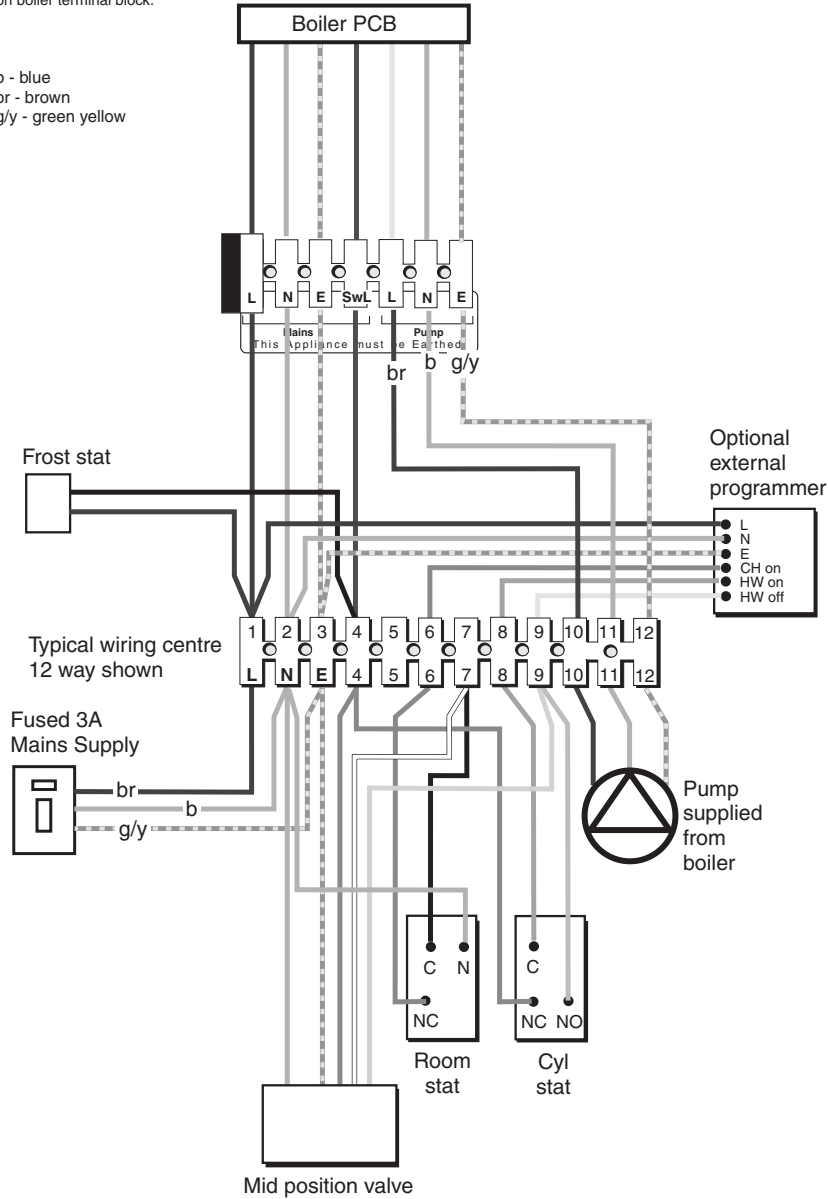 on boiler terminal block.
Boiler PCB
- blue
br - brown
g/y - green yellow
L N E SwL L N E
Mains Pump
This Appliance must be Earthed
br b g/y
Frost stat
Optional
external
programmer
L
N
E
CH on
HW on
HW off
Typical wiring centre
12 way shown
1 2 3 4 5 6 7 8 9 10 11 12
L N E 4 5 6 7 8 9 10 11 12
Fused 3A
Mains Supply
br
b
g/y
Pump
supplied
from
boiler
C N
NC
C
NC NO
Room
stat
Cyl
stat
Mid position valve